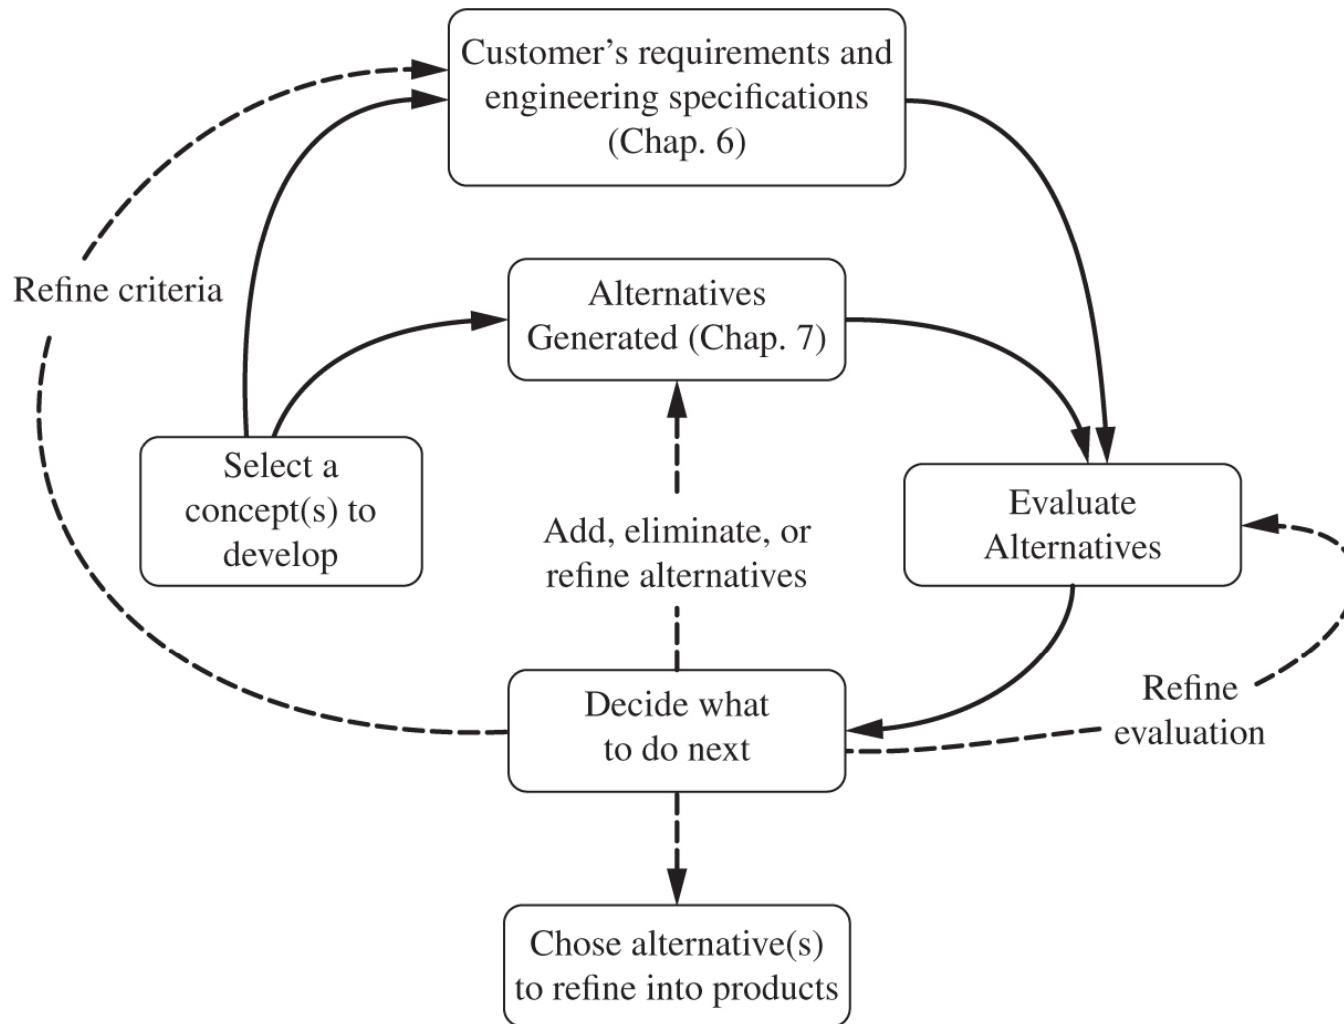 Customer’s requirements and
engineering specifications
(Chap. 6)
Refine criteria
Alternatives
Generated (Chap. 7)
Select a
concept(s) to
develop
Add, eliminate, or
refine alternatives
Evaluate
Alternatives
Decide what
to do next
Refine
evaluation
Chose alternative(s)
to refine into products